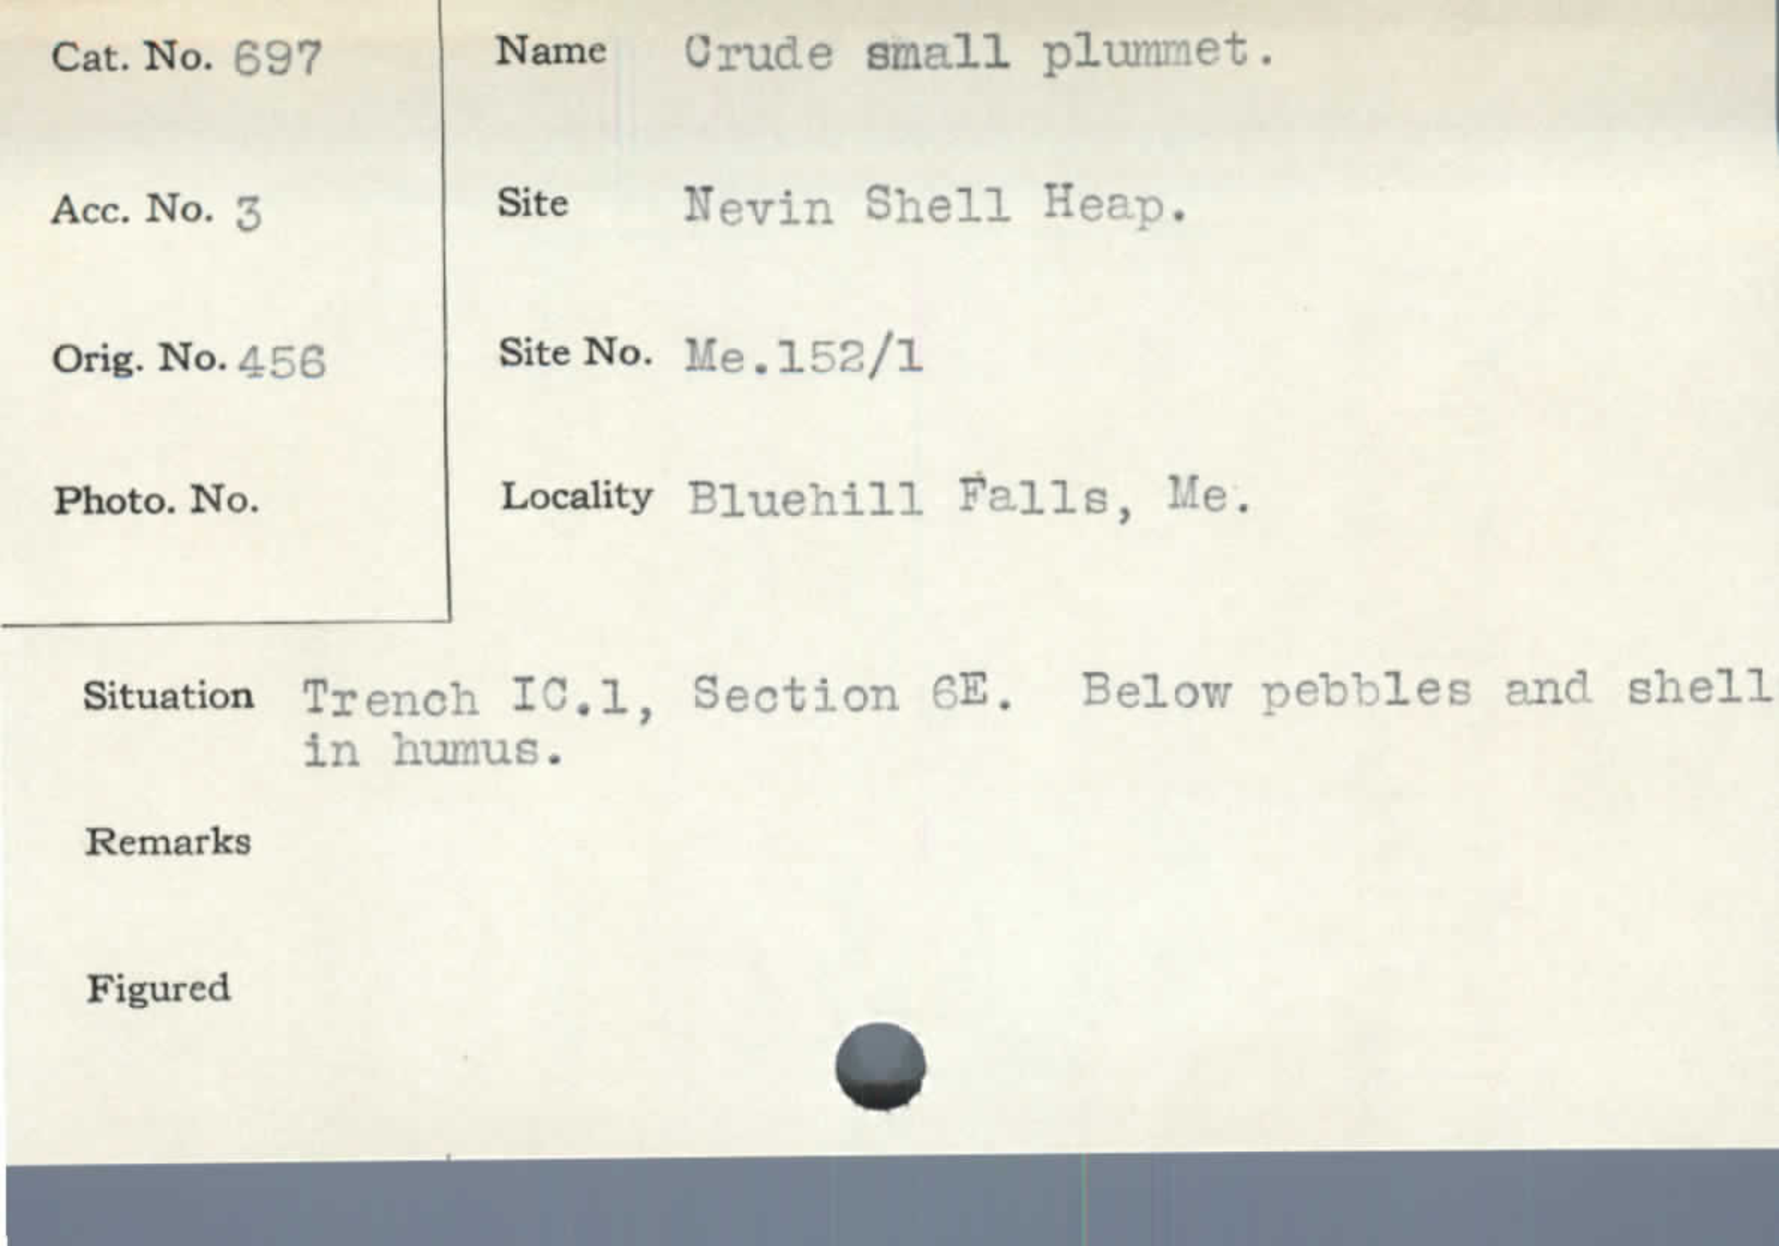 Cat. No. 697 Name Crude small plummet.
Acc. No. 3 Site Nevin Shell Heap.
Orig. No. 456 Site No. Me.152/1
Photo. No. Locality Bluehill Falls, Me.
Situation Trench IC.1, Section 6E. Below pebbles and shell
in humus.
Remarks
Figured